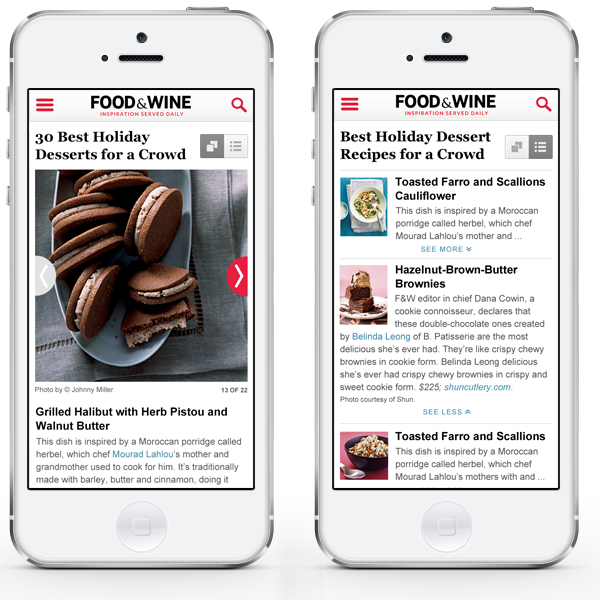 FOOD&WINE
INSPIRATION SERVED DAILY
30 Best Holiday
Desserts for a Crowd
Photo by © Johnny Miller
13 OF 22
Grilled Halibut with Herb Pistou and
Walnut Butter
This dish is inspired by a Moroccan porridge called
herbel, which chef Mourad Lahlou's mother and
grandmother used to cook for him. It's traditionally
made with barley, butter and cinnamon, doing it
FOOD&WINE
INSPIRATION SERVED DAILY
Best Holiday Dessert
Recipes for a Crowd
Toasted Farro and Scallions
Cauliflower
This dish is inspired by a Moroccan
porridge called herbel, which chef
Mourad Lahlou's mother and ...
SEE MORE
Hazelnut-Brown-Butter
Brownies
F&W editor in chief Dana Cowin, a
cookie connoisseur, declares that
these double-chocolate ones created
by Belinda Leong of B. Patisserie are the most
delicious she's ever had. They're like crispy chewy
brownies in cookie form. Belinda Leong delicious
she's ever had crispy chewy brownies in crispy and
sweet cookie form. $225; shuncutlery.com.
Photo courtesy of Shun.
SEE LESS
Toasted Farro and Scallions
This dish is inspired by a Moroccan
porridge called herbel, which chef
Mourad Lahlou's mothers with and ...